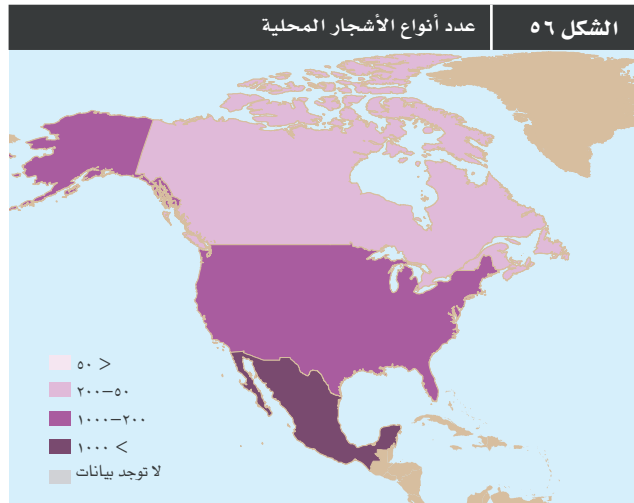 الشكل ٥٦
عدد أنواع الأشجار المحلية
< ٥٠
٥٠–٢٠٠
٢٠٠–١٠٠٠
> ١٠٠٠
لا توجد بيانات